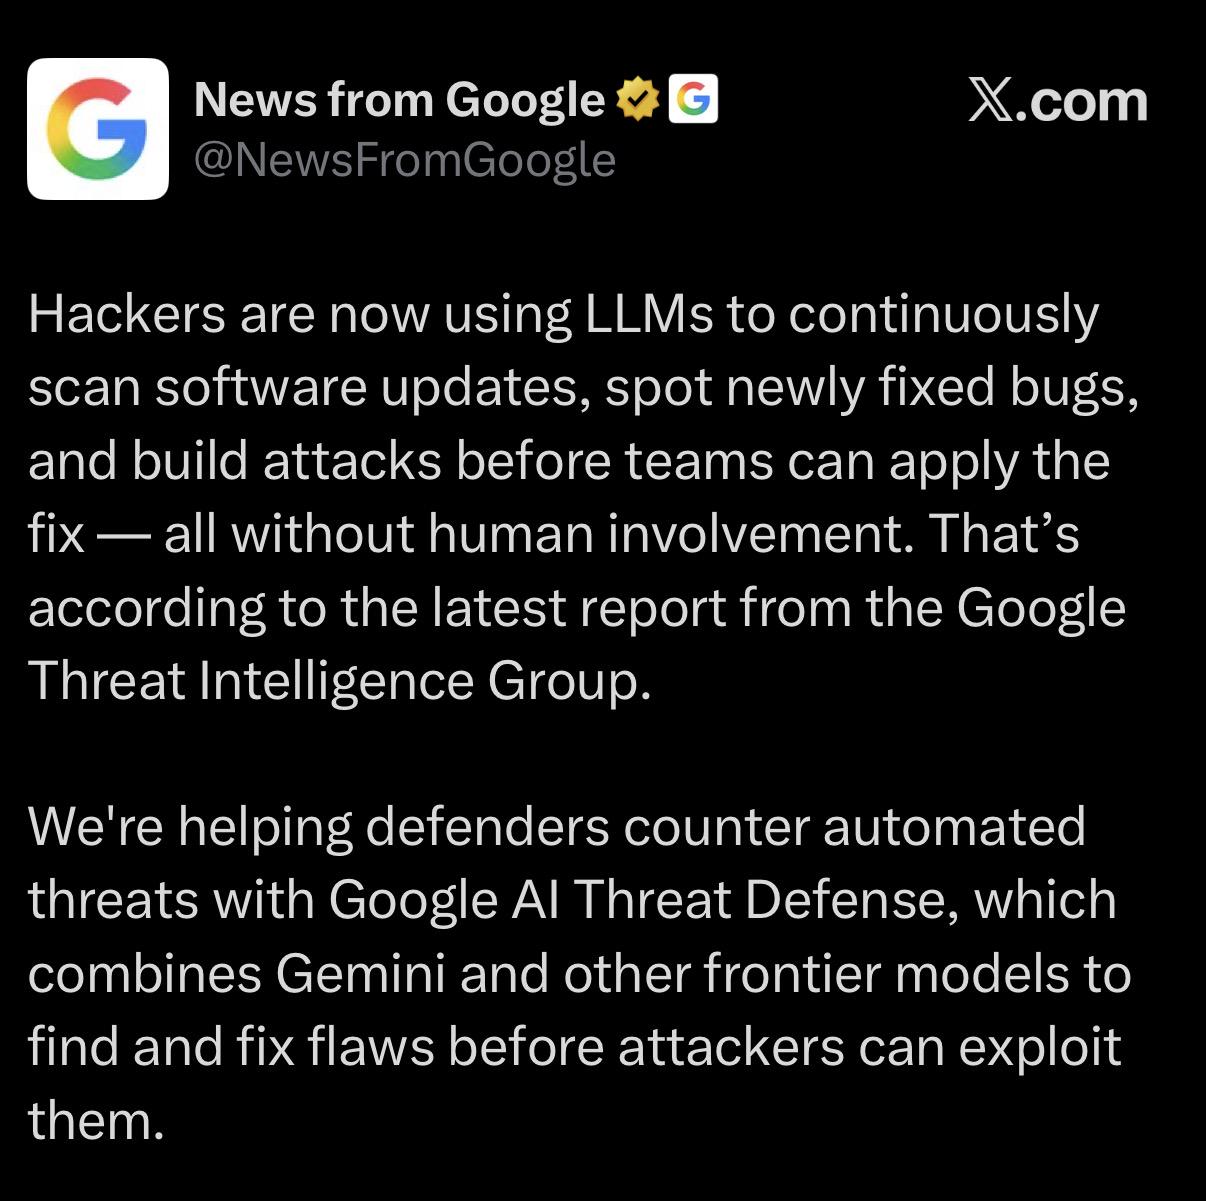 News from Google
@NewsFromGoogle
X.com
Hackers are now using LLMs to continuously
scan software updates, spot newly fixed bugs,
and build attacks before teams can apply the
fix — all without human involvement. That’s
according to the latest report from the Google
Threat Intelligence Group.
We're helping defenders counter automated
threats with Google AI Threat Defense, which
combines Gemini and other frontier models to
find and fix flaws before attackers can exploit
them.